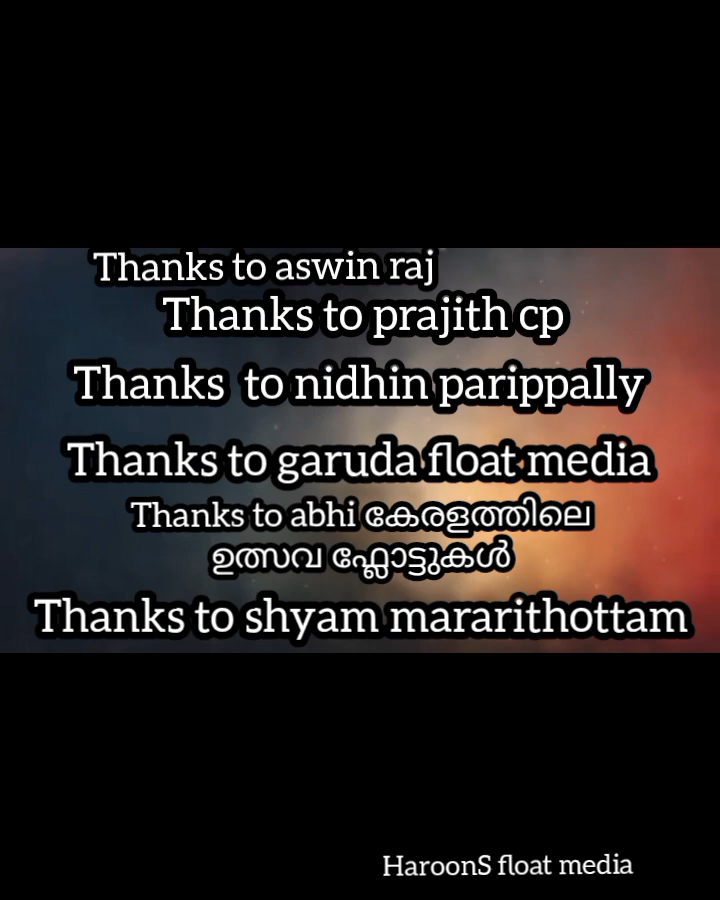 Thanks to aswin raj
Thanks to prajith cp
Thanks  to nidhin parippally
Thanks to garuda float media
Thanks to abhi കേരളത്തിലെ
ഉത്സവ ഫ്ലോട്ടുകൾ
Thanks to shyam mararithottam
HaroonS float media